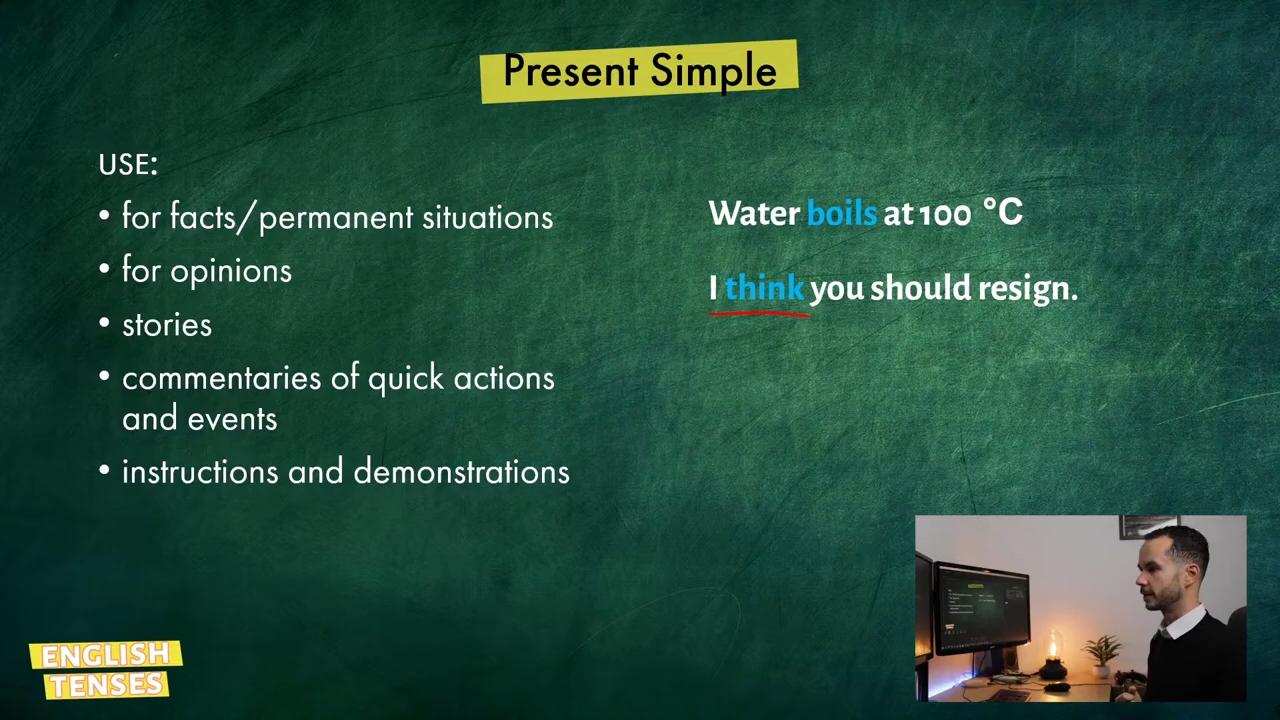 Present Simple
USE:
• for facts/permanent situations
• for opinions
• stories
• commentaries of quick actions
and events
• instructions and demonstrations
Water boils at 100 °C
I think you should resign.
ENGLISH
TENSES